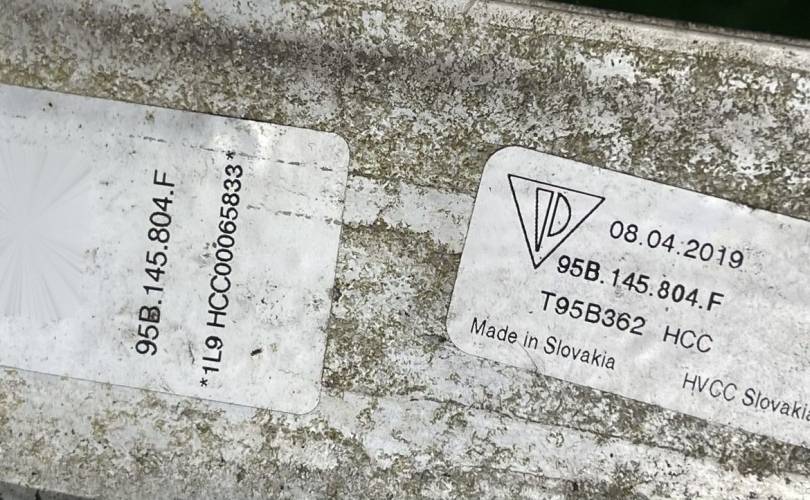 95B.145.804.F
*1L9 HCC00065833*
08.04.2019
95B.145.804.F
T95B362 HCC
Made in Slovakia
HVCC Slovakia